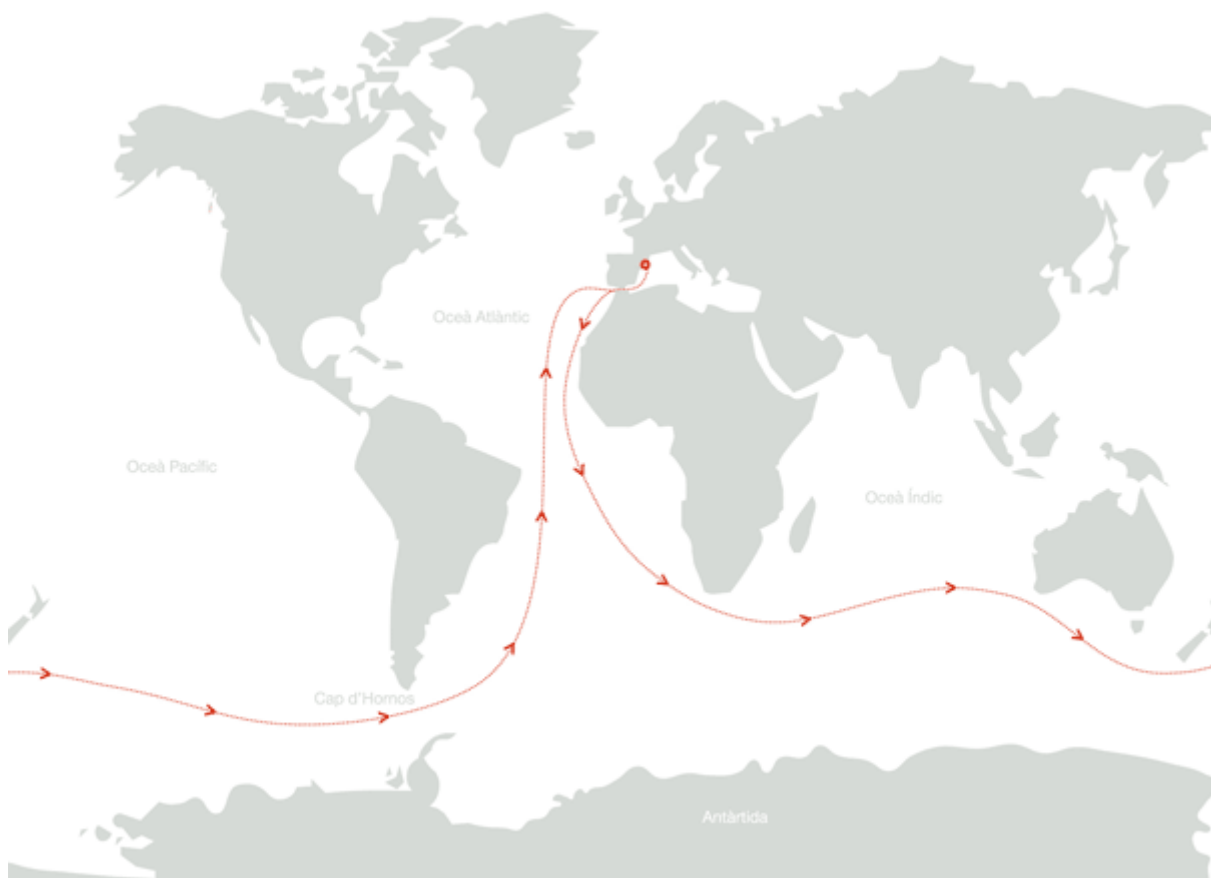 Oceà Atlàntic
Oceà Pacífic
Oceà Índic
Cap d'Hornos
Antàrtida